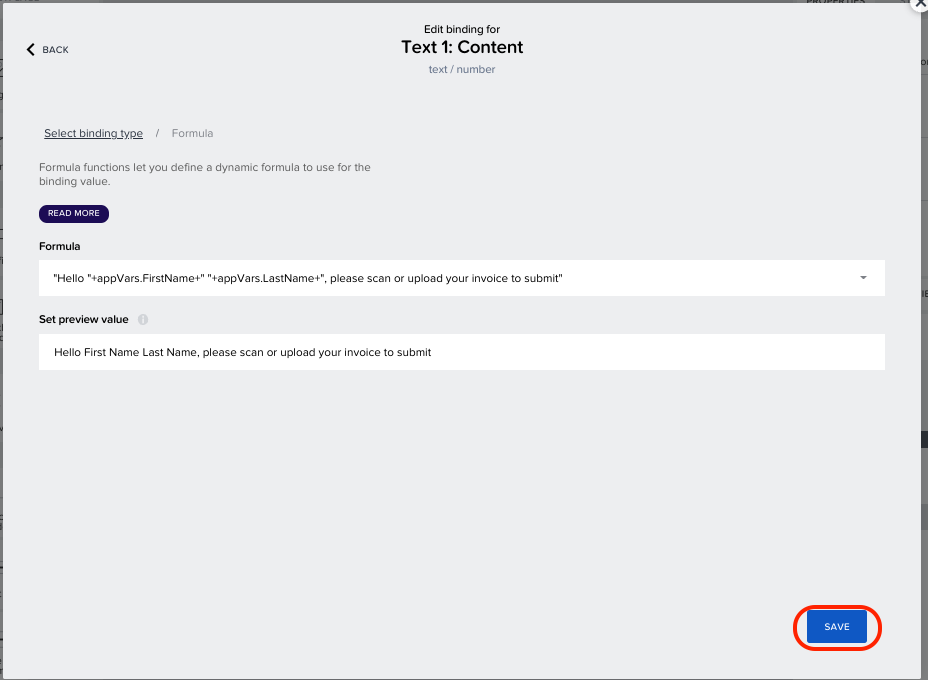 PROPERTIES
Edit binding for
BACK
Text 1: Content
text / number
Select binding type / Formula
Formula functions let you define a dynamic formula to use for the
binding value.
READ MORE
Formula
"Hello "+appVars.FirstName+" "+appVars.LastName+", please scan or upload your invoice to submit"
Set preview value
Hello First Name Last Name, please scan or upload your invoice to submit
SAVE